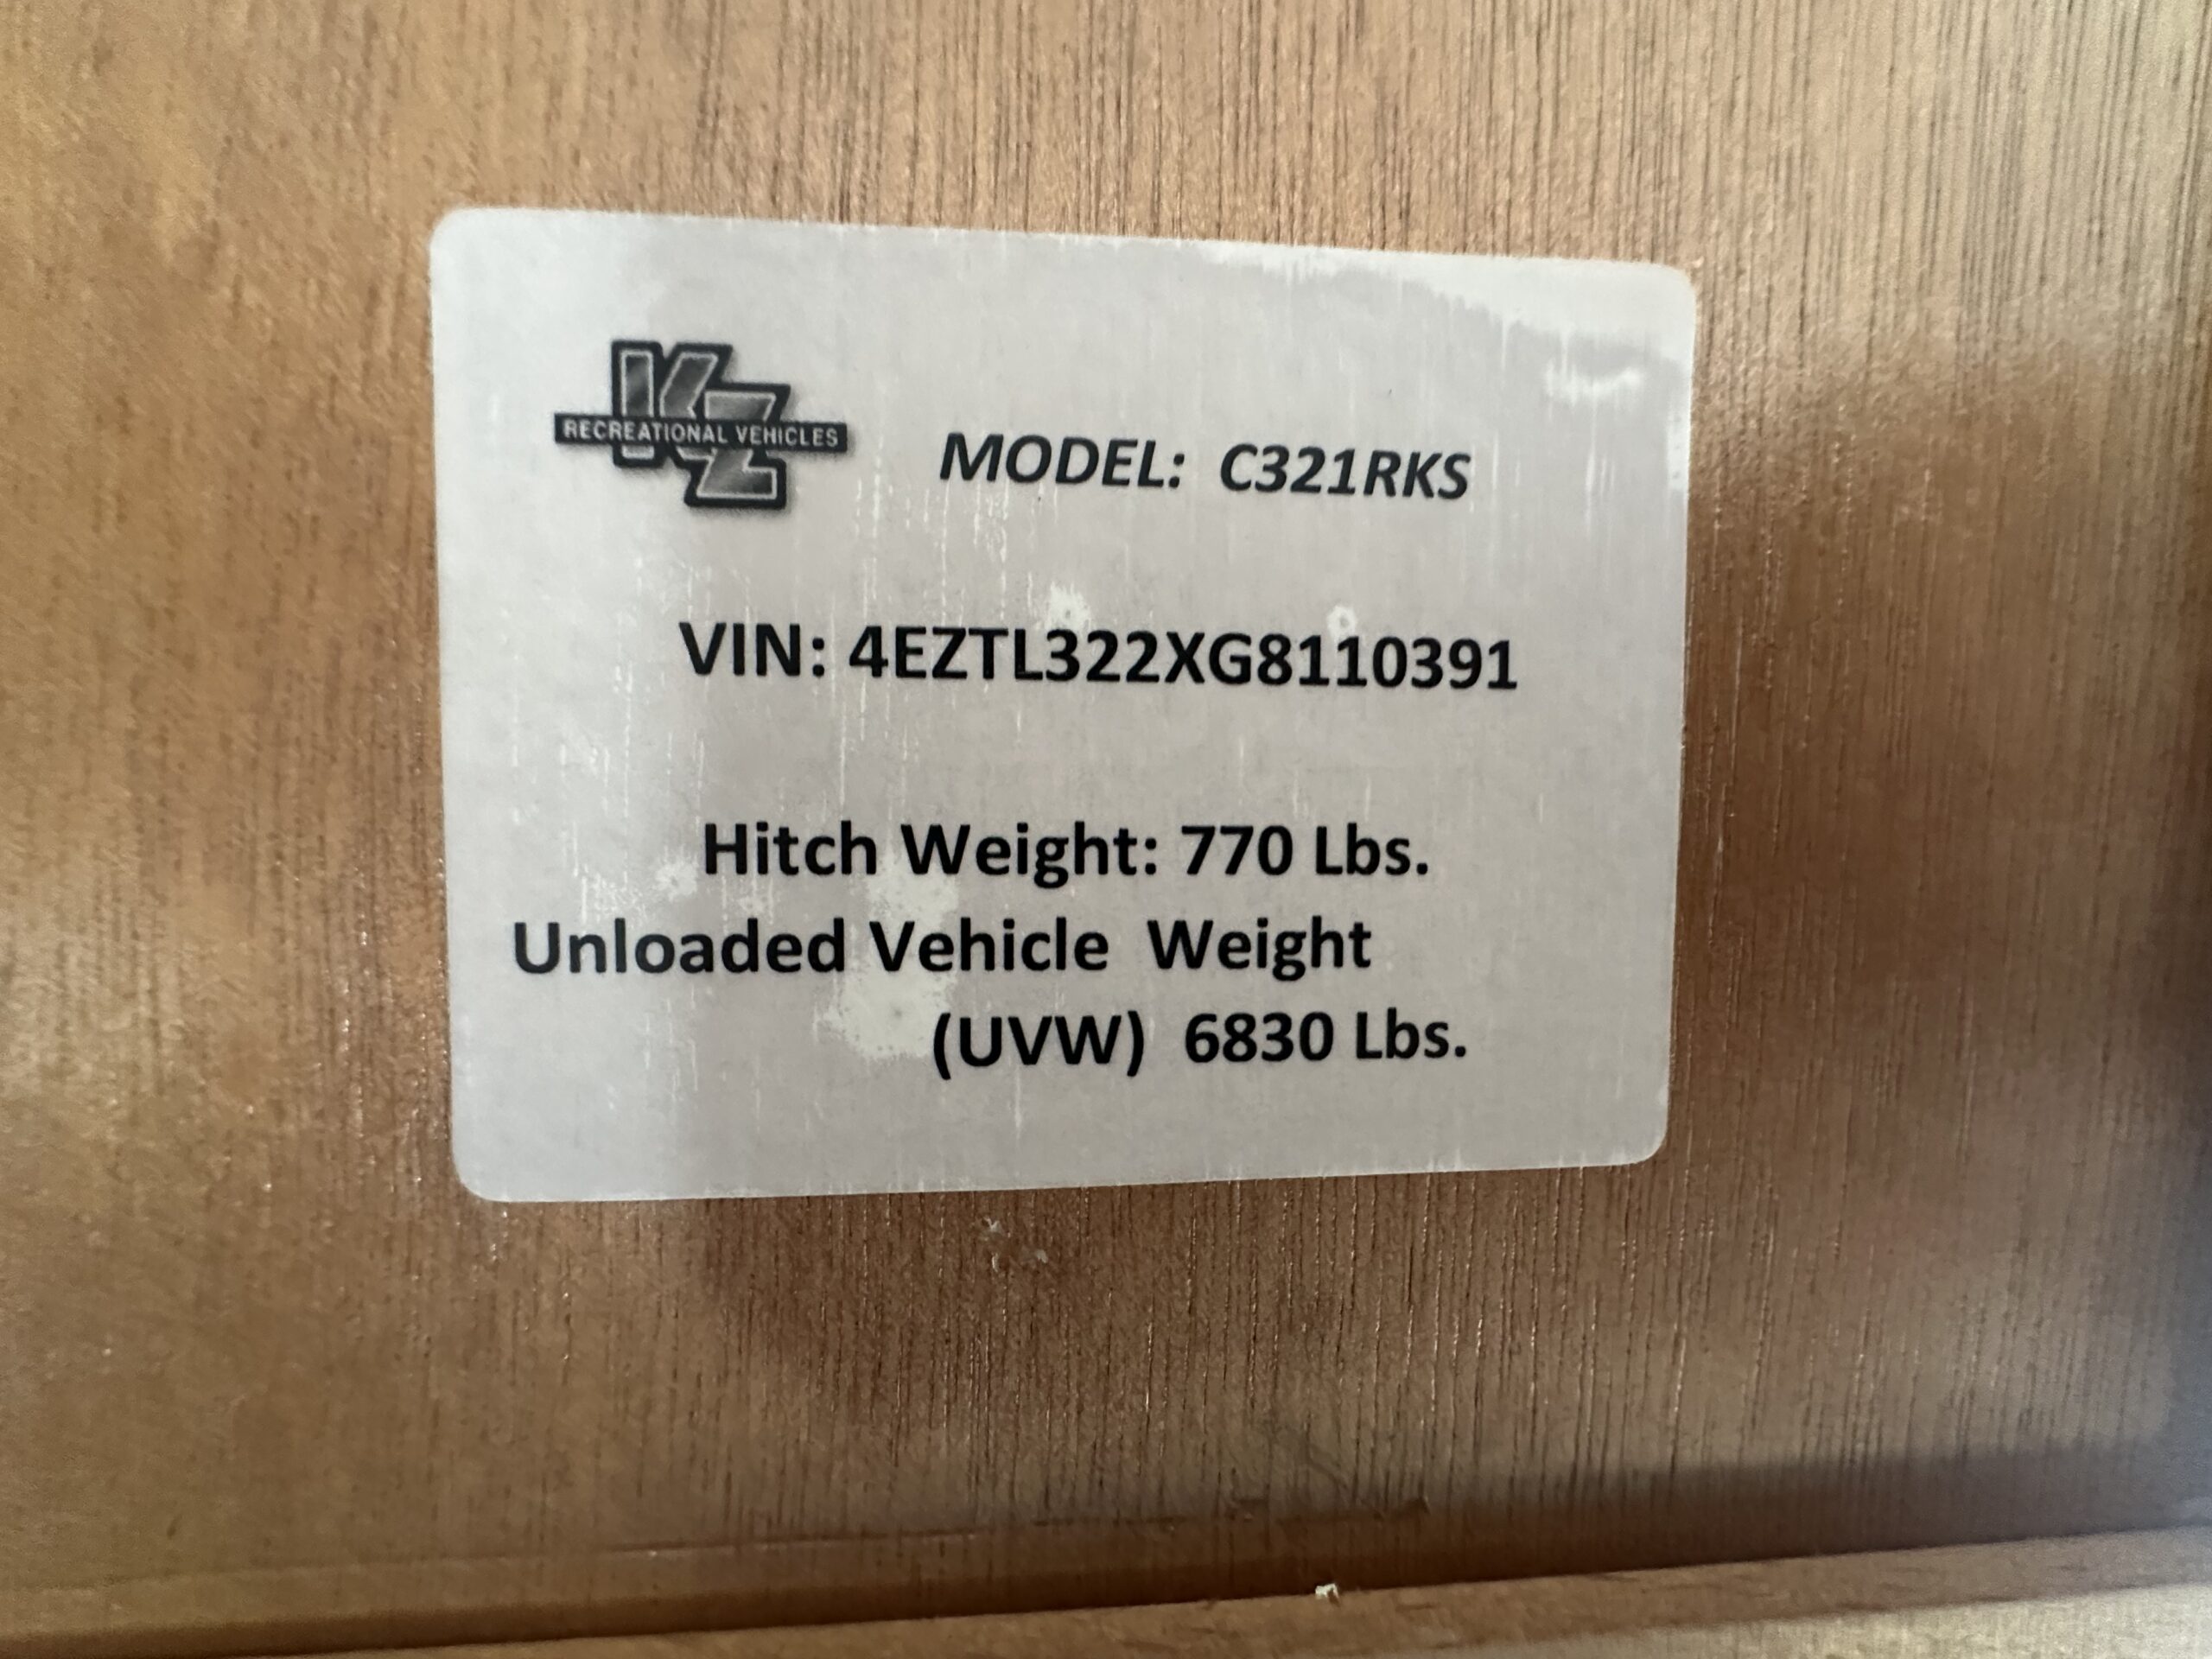 KZ
RECREATIONAL VEHICLES
MODEL: C321RKS
VIN: 4EZTL322XG8110391
Hitch Weight: 770 Lbs.
Unloaded Vehicle Weight
(UVW) 6830 Lbs.